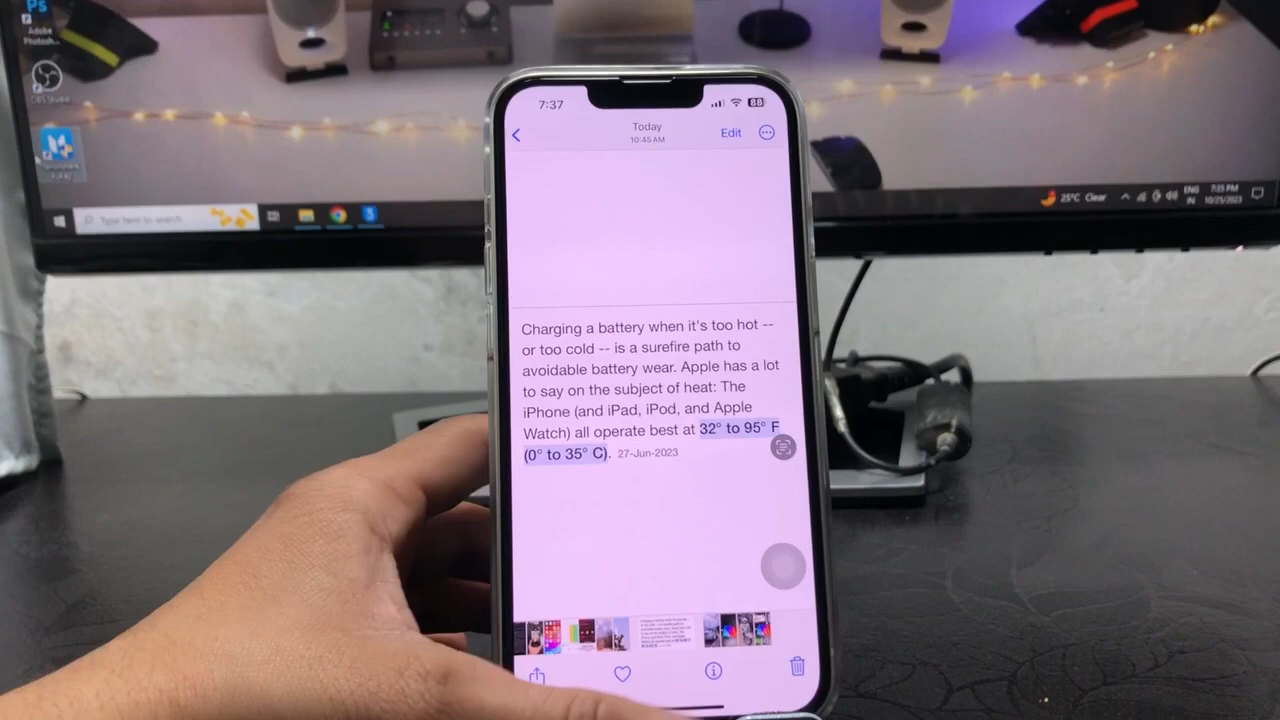 Ps
Adobe
Photosh...
OBS Studio
Type here to search
25°C Clear
ENG
IN
7:35 PM
10/25/2023
7:37
88
Today
10:45 AM
Edit
Charging a battery when it's too hot --
or too cold -- is a surefire path to
avoidable battery wear. Apple has a lot
to say on the subject of heat: The
iPhone (and iPad, iPod, and Apple
Watch) all operate best at 32° to 95° F
(0° to 35° C). 27-Jun-2023